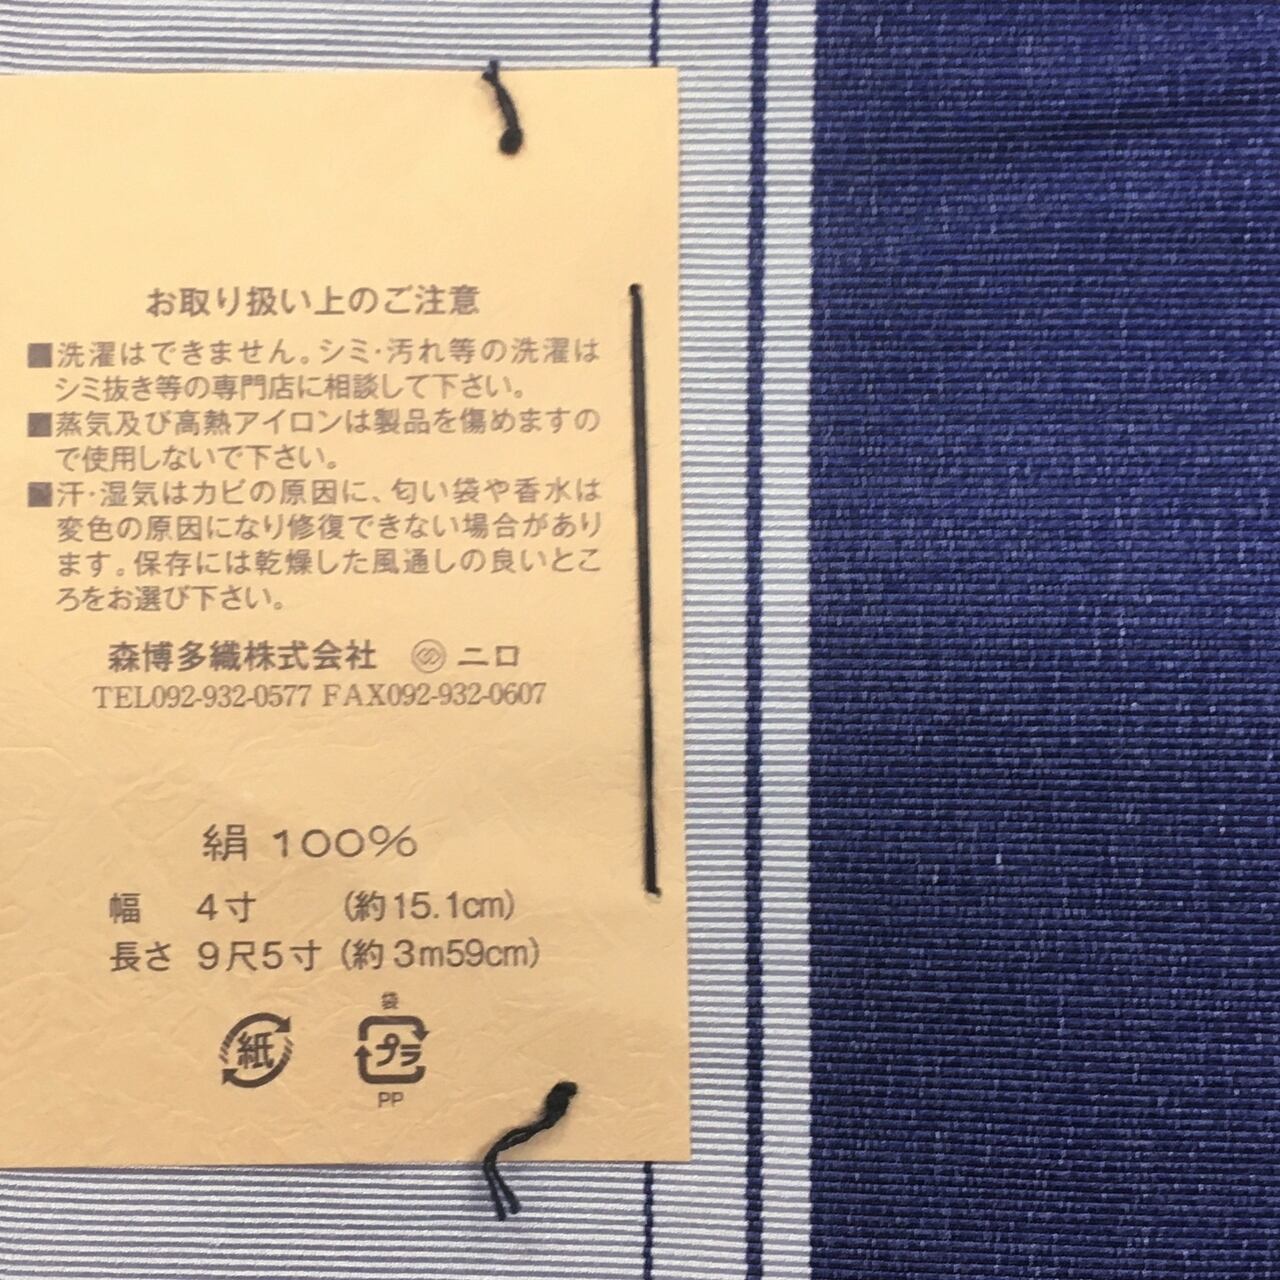 お取り扱い上のご注意
■洗濯はできません。シミ・汚れ等の洗濯は
シミ抜き等の専門店に相談して下さい。
■蒸気及び高熱アイロンは製品を傷めますの
で使用しないで下さい。
■汗・湿気はカビの原因に、匂い袋や香水は
変色の原因になり修復できない場合があり
ます。保存には乾燥した風通しの良いとこ
ろをお選び下さい。
森博多織株式会社 ニロ
TEL092-932-0577 FAX092-932-0607
絹 100%
幅 4寸 (約15.1cm)
長さ 9尺5寸 (約3m59cm)
袋
紙 プラ
PP